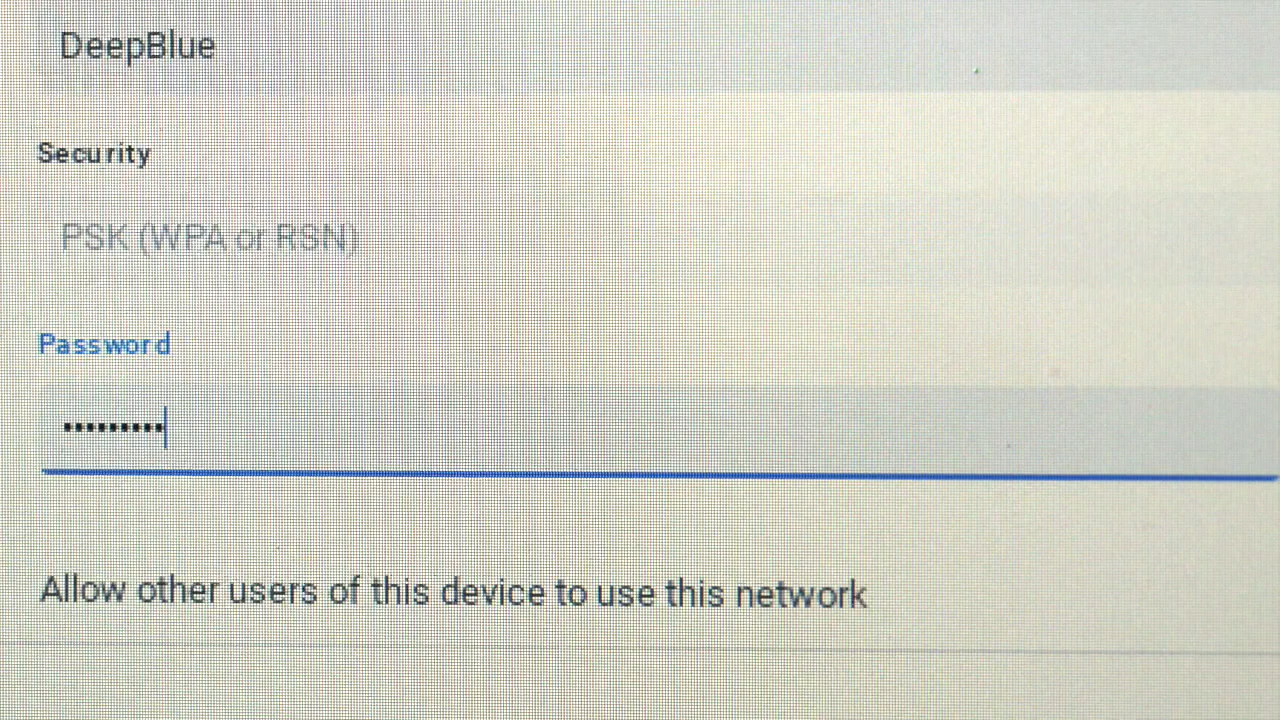 DeepBlue
Security
PSK (WPA or RSN)
Password
•••••••••
Allow other users of this device to use this network